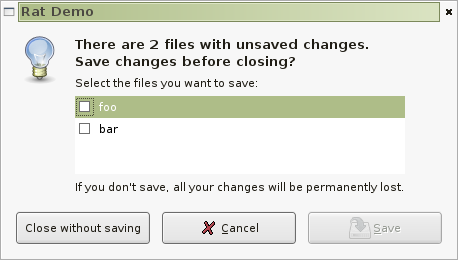 Rat Demo
There are 2 files with unsaved changes.
Save changes before closing?
Select the files you want to save:
foo
bar
If you don't save, all your changes will be permanently lost.
Close without saving
Cancel
Save